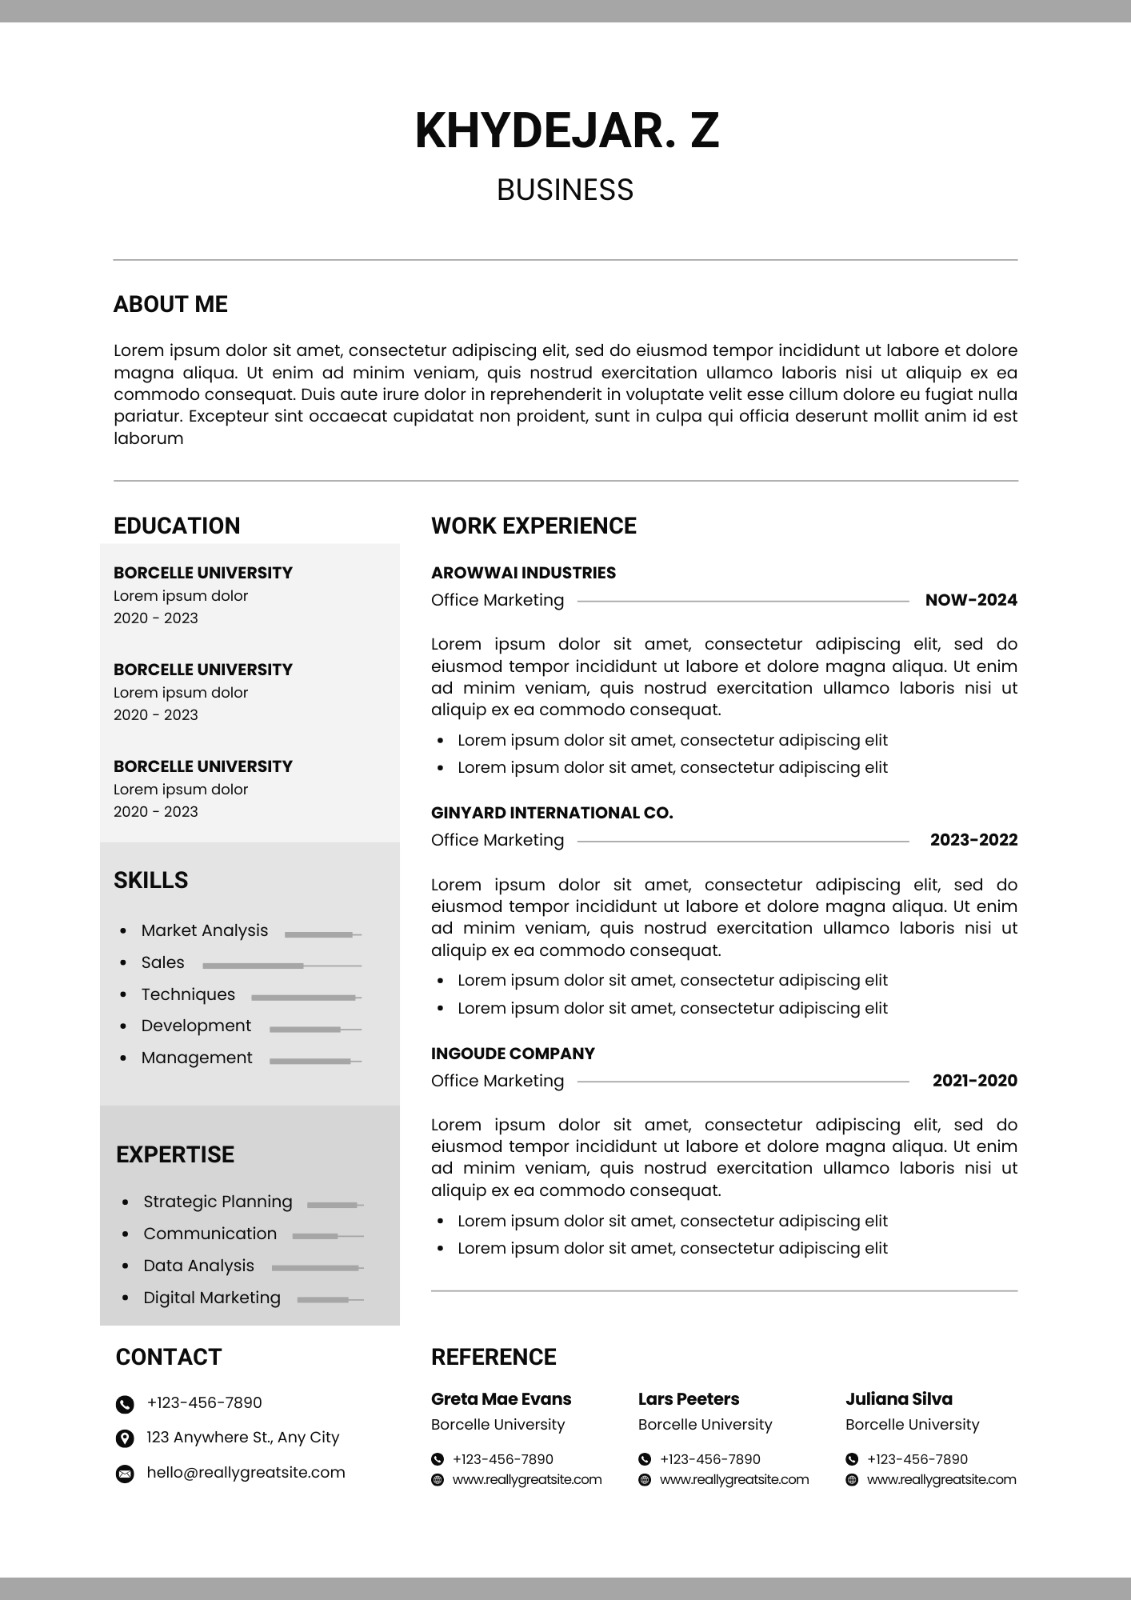 KHYDEJAR. Z
BUSINESS
ABOUT ME
Lorem ipsum dolor sit amet, consectetur adipiscing elit, sed do eiusmod tempor incididunt ut labore et dolore
magna aliqua. Ut enim ad minim veniam, quis nostrud exercitation ullamco laboris nisi ut aliquip ex ea
commodo consequat. Duis aute irure dolor in reprehenderit in voluptate velit esse cillum dolore eu fugiat nulla
pariatur. Excepteur sint occaecat cupidatat non proident, sunt in culpa qui officia deserunt mollit anim id est
laborum
EDUCATION
BORCELLE UNIVERSITY
Lorem ipsum dolor
2020 - 2023
BORCELLE UNIVERSITY
Lorem ipsum dolor
2020 - 2023
BORCELLE UNIVERSITY
Lorem ipsum dolor
2020 - 2023
SKILLS
• Market Analysis
• Sales
• Techniques
• Development
• Management
EXPERTISE
• Strategic Planning
• Communication
• Data Analysis
• Digital Marketing
CONTACT
+123-456-7890
123 Anywhere St., Any City
hello@reallygreatsite.com
WORK EXPERIENCE
AROWWAI INDUSTRIES
Office Marketing NOW-2024
Lorem ipsum dolor sit amet, consectetur adipiscing elit, sed do
eiusmod tempor incididunt ut labore et dolore magna aliqua. Ut enim
ad minim veniam, quis nostrud exercitation ullamco laboris nisi ut
aliquip ex ea commodo consequat.
• Lorem ipsum dolor sit amet, consectetur adipiscing elit
• Lorem ipsum dolor sit amet, consectetur adipiscing elit
GINYARD INTERNATIONAL CO.
Office Marketing 2023-2022
Lorem ipsum dolor sit amet, consectetur adipiscing elit, sed do
eiusmod tempor incididunt ut labore et dolore magna aliqua. Ut enim
ad minim veniam, quis nostrud exercitation ullamco laboris nisi ut
aliquip ex ea commodo consequat.
• Lorem ipsum dolor sit amet, consectetur adipiscing elit
• Lorem ipsum dolor sit amet, consectetur adipiscing elit
INGOUDE COMPANY
Office Marketing 2021-2020
Lorem ipsum dolor sit amet, consectetur adipiscing elit, sed do
eiusmod tempor incididunt ut labore et dolore magna aliqua. Ut enim
ad minim veniam, quis nostrud exercitation ullamco laboris nisi ut
aliquip ex ea commodo consequat.
• Lorem ipsum dolor sit amet, consectetur adipiscing elit
• Lorem ipsum dolor sit amet, consectetur adipiscing elit
REFERENCE
Greta Mae Evans
Borcelle University
+123-456-7890
www.reallygreatsite.com
Lars Peeters
Borcelle University
+123-456-7890
www.reallygreatsite.com
Juliana Silva
Borcelle University
+123-456-7890
www.reallygreatsite.com